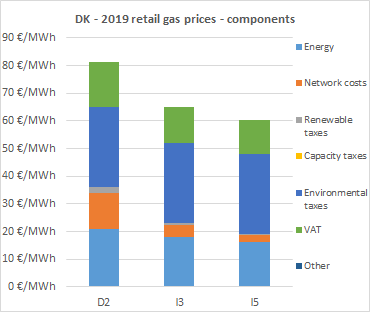 DK - 2019 retail gas prices - components
90 €/MWh
80 €/MWh
70 €/MWh
60 €/MWh
50 €/MWh
40 €/MWh
30 €/MWh
20 €/MWh
10 €/MWh
0 €/MWh
D2
I3
I5
Energy
Network costs
Renewable
taxes
Capacity taxes
Environmental
taxes
VAT
Other